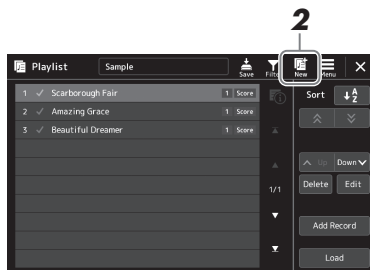 2
Playlist Sample Save Filter New Menu
1 Scarborough Fair 1 Score
2 Amazing Grace 1 Score
3 Beautiful Dreamer 1 Score
1/1
Sort A Z
Up Down
Delete Edit
Add Record
Load